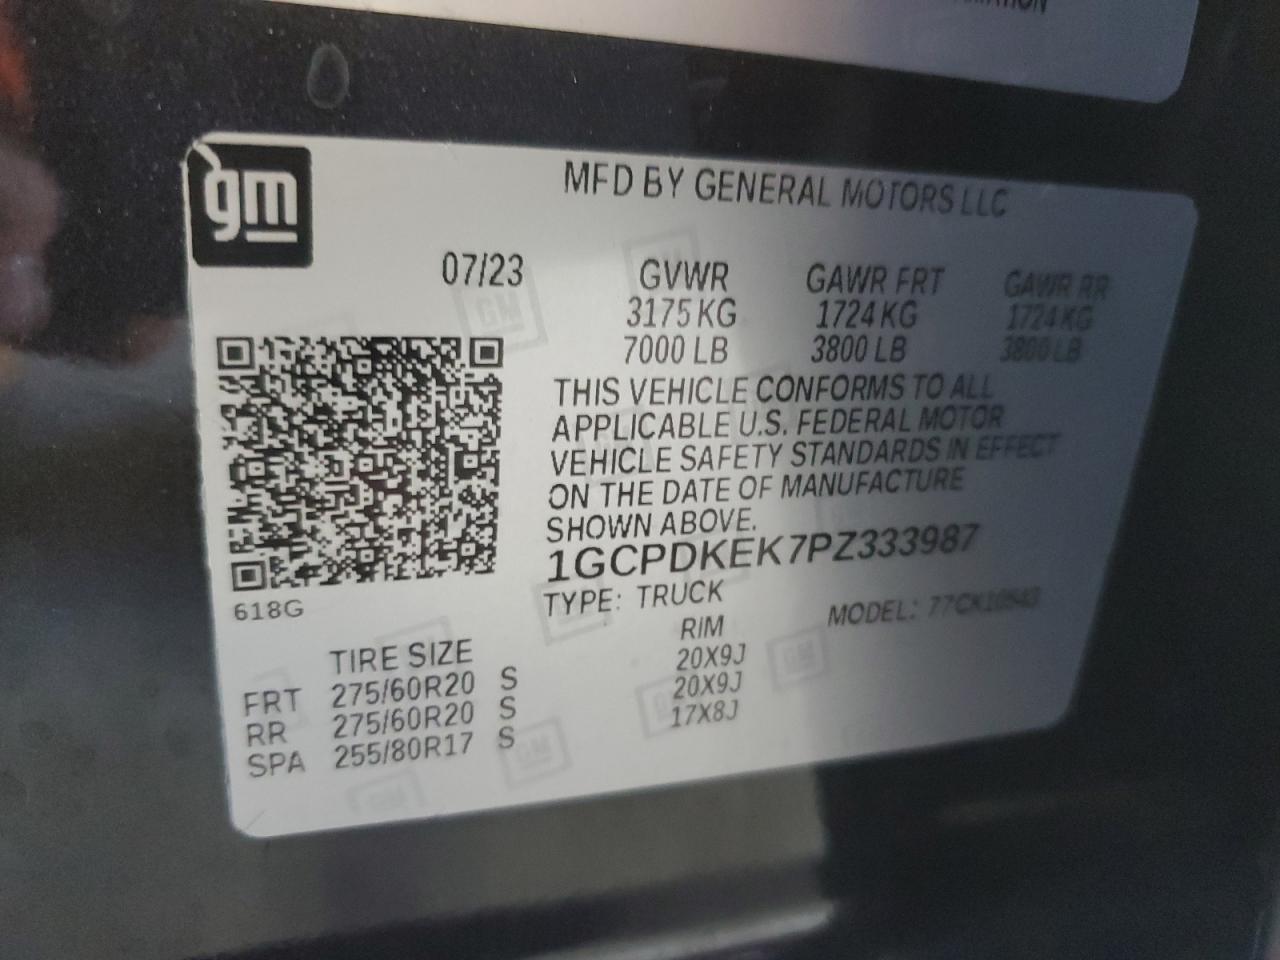 gm
MFD BY GENERAL MOTORS LLC
07/23 GVWR GAWR FRT GAWR RR
3175 KG 1724 KG 1724 KG
7000 LB 3800 LB 3800 LB
THIS VEHICLE CONFORMS TO ALL
APPLICABLE U.S. FEDERAL MOTOR
VEHICLE SAFETY STANDARDS IN EFFECT
ON THE DATE OF MANUFACTURE
SHOWN ABOVE.
1GCPDKEK7PZ333987
TYPE: TRUCK MODEL:
618G
TIRE SIZE RIM
FRT 275/60R20 S 20X9J
RR 275/60R20 S 20X9J
SPA 255/80R17 S 17X8J